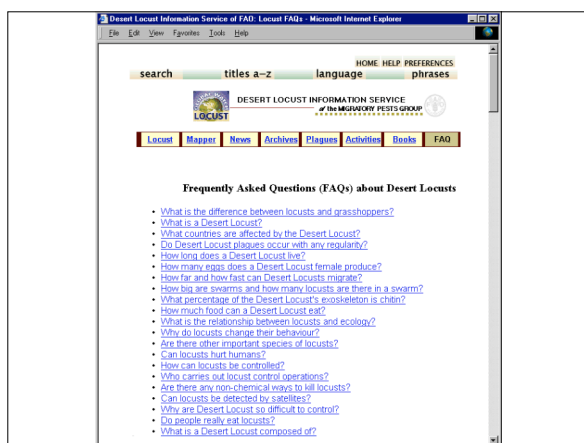 Desert Locust Information Service of FAO: Locust FAQs - Microsoft Internet Explorer
File Edit View Favorites Tools Help
HOME HELP PREFERENCES
search titles a–z language phrases
LOCUST
DESERT LOCUST INFORMATION SERVICE
of the MIGRATORY PESTS GROUP
Locust Mapper News Archives Plagues Activities Books FAQ
Frequently Asked Questions (FAQs) about Desert Locusts
• What is the difference between locusts and grasshoppers?
• What is a Desert Locust?
• What countries are affected by the Desert Locust?
• Do Desert Locust plagues occur with any regularity?
• How long does a Desert Locust live?
• How many eggs does a Desert Locust female produce?
• How far and how fast can Desert Locusts migrate?
• How big are swarms and how many locusts are there in a swarm?
• What percentage of the Desert Locust's exoskeleton is chitin?
• How much food can a Desert Locust eat?
• What is the relationship between locusts and ecology?
• Why do locusts change their behaviour?
• Are there other important species of locusts?
• Can locusts hurt humans?
• How can locusts be controlled?
• Who carries out locust control operations?
• Are there any non-chemical ways to kill locusts?
• Can locusts be detected by satellites?
• Why are Desert Locust so difficult to control?
• Do people really eat locusts?
• What is a Desert Locust composed of?